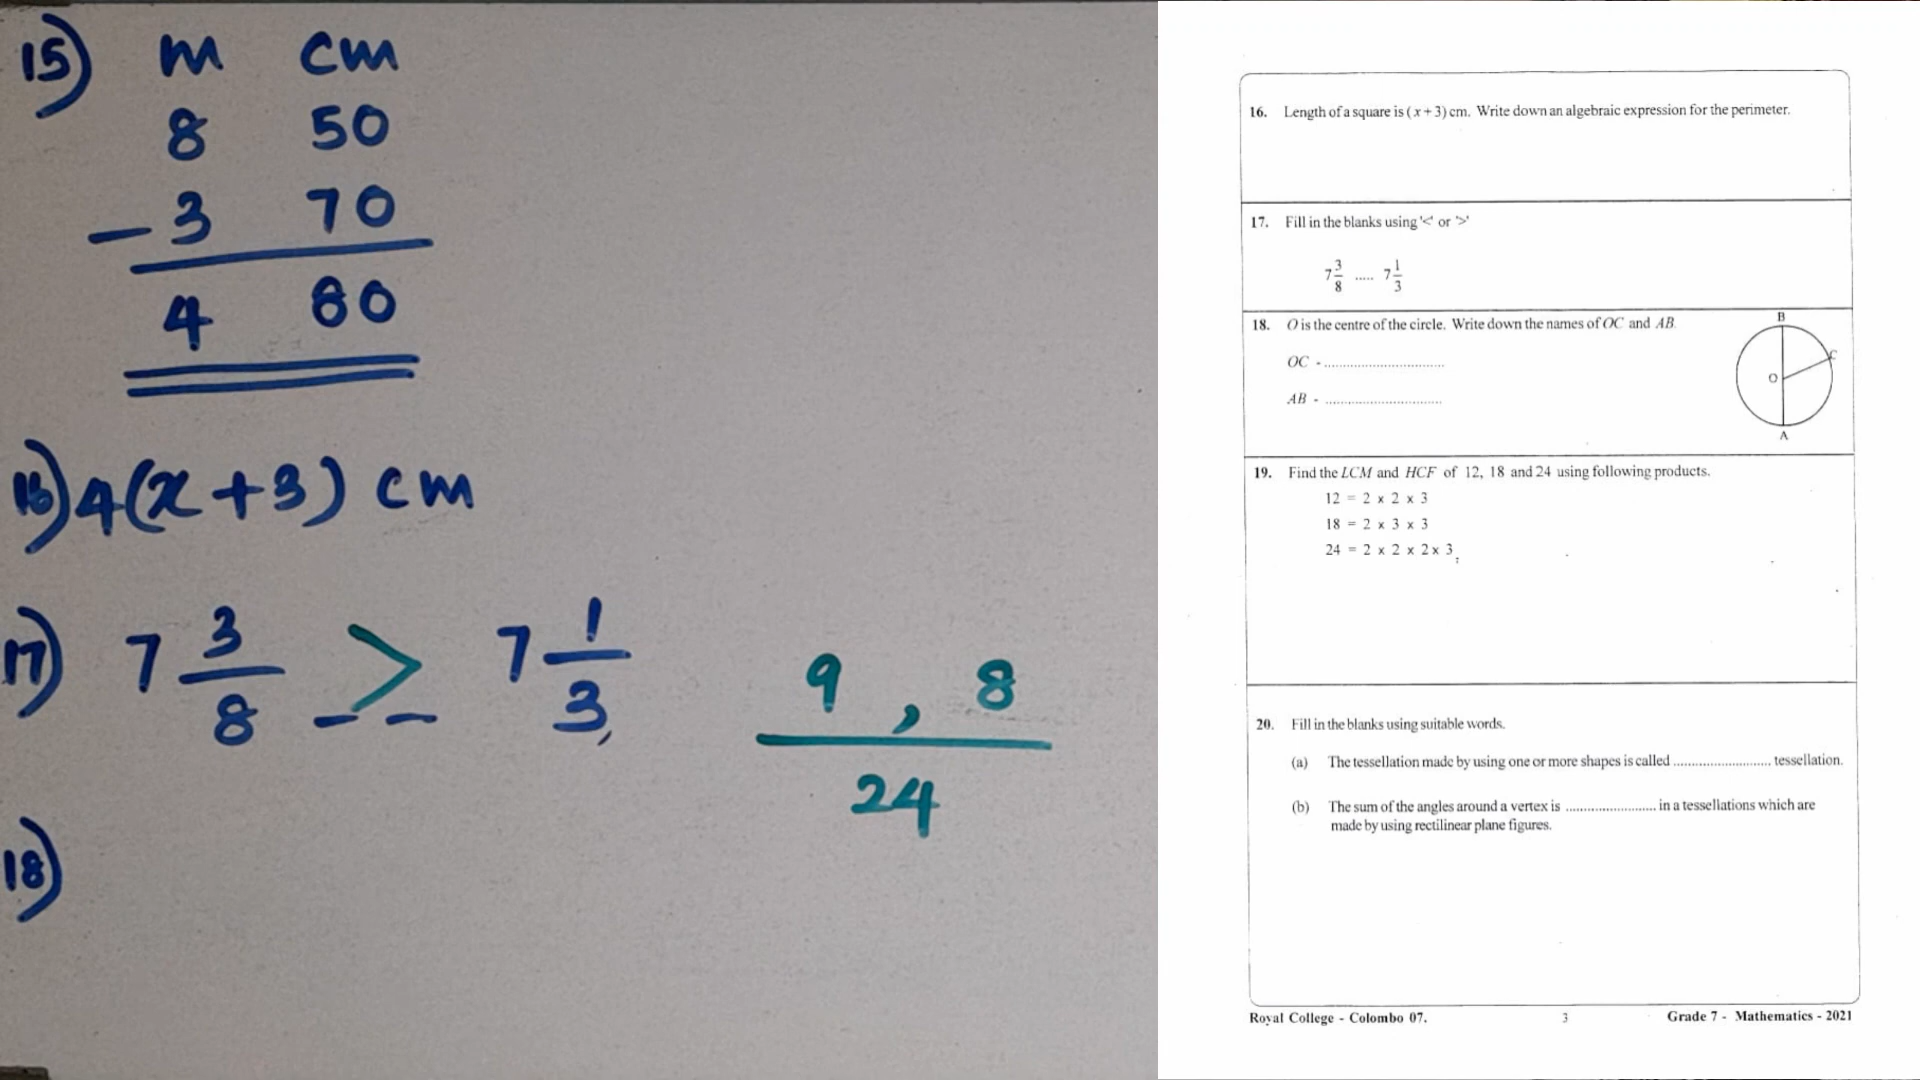 15) m cm
8 50
- 3 70
4 80
16) 4(x+3) cm
17) 7 3/8 > 7 1/3
9 , 8
24
18)
16. Length of a square is (x+3) cm. Write down an algebraic expression for the perimeter.
17. Fill in the blanks using '<' or '>'
7 3/8 ..... 7 1/3
18. O is the centre of the circle. Write down the names of OC and AB.
OC - ..............................
AB - ..............................
B
C
O
A
19. Find the LCM and HCF of 12, 18 and 24 using following products.
12 = 2 x 2 x 3
18 = 2 x 3 x 3
24 = 2 x 2 x 2 x 3
20. Fill in the blanks using suitable words.
(a) The tessellation made by using one or more shapes is called ......................... tessellation.
(b) The sum of the angles around a vertex is ....................... in a tessellations which are
made by using rectilinear plane figures.
Royal College - Colombo 07. 3 Grade 7 - Mathematics - 2021